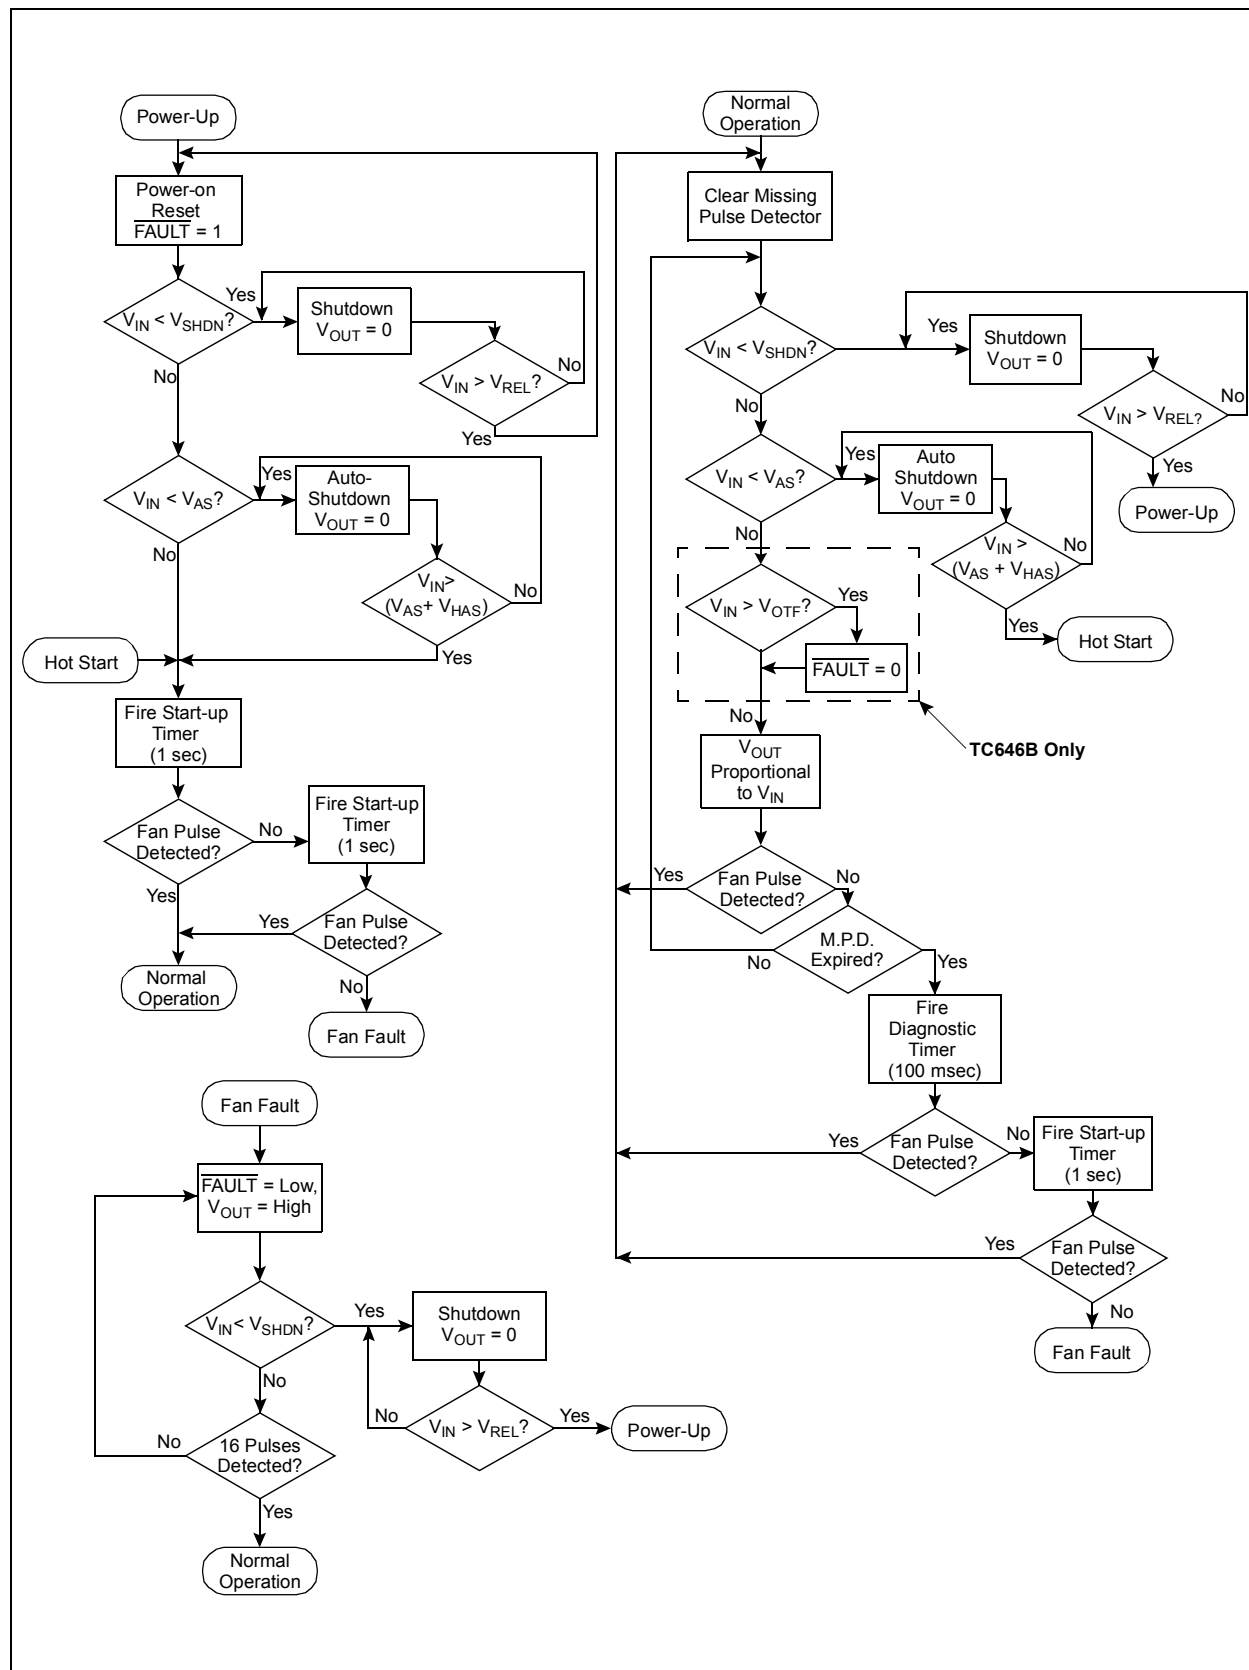 Power-Up
Power-on
Reset
FAULT = 1
VIN < VSHDN?
Yes
Shutdown
VOUT = 0
VIN > VREL?
No
Yes
No
VIN < VAS?
Yes
Auto-
Shutdown
VOUT = 0
VIN>
(VAS+ VHAS)
No
Yes
No
Hot Start
Fire Start-up
Timer
(1 sec)
Fan Pulse
Detected?
No
Fire Start-up
Timer
(1 sec)
Yes
Fan Pulse
Detected?
Yes
No
Normal
Operation
Fan Fault
Fan Fault
FAULT = Low,
VOUT = High
VIN< VSHDN?
Yes
Shutdown
VOUT = 0
No
VIN > VREL?
No
Yes
Power-Up
16 Pulses
Detected?
No
Yes
Normal
Operation
Normal
Operation
Clear Missing
Pulse Detector
VIN < VSHDN?
Yes
Shutdown
VOUT = 0
VIN > VREL?
No
Yes
Power-Up
No
VIN < VAS?
Yes
Auto
Shutdown
VOUT = 0
VIN >
(VAS + VHAS)
No
Yes
Hot Start
No
VIN > VOTF?
Yes
FAULT = 0
No
TC646B Only
VOUT
Proportional
to VIN
Fan Pulse
Detected?
Yes
No
M.P.D.
Expired?
No
Yes
Fire
Diagnostic
Timer
(100 msec)
Fan Pulse
Detected?
Yes
No
Fire Start-up
Timer
(1 sec)
Fan Pulse
Detected?
Yes
No
Fan Fault